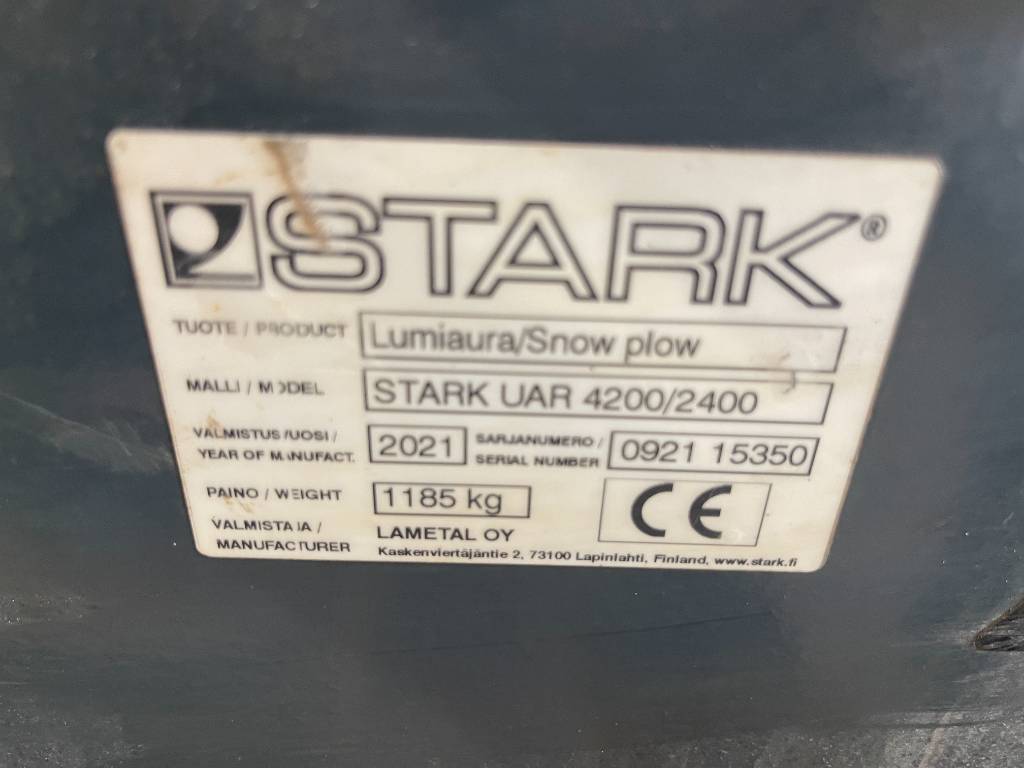 STARK®
TUOTE / PRODUCT Lumiaura/Snow plow
MALLI / MODEL STARK UAR 4200/2400
VALMISTUSVUOSI / YEAR OF MANUFACT. 2021 SARJANUMERO / SERIAL NUMBER 0921 15350
PAINO / WEIGHT 1185 kg CE
VALMISTAJA / MANUFACTURER LAMETAL OY
Kaskenviertäjäntie 2, 73100 Lapinlahti, Finland, www.stark.fi